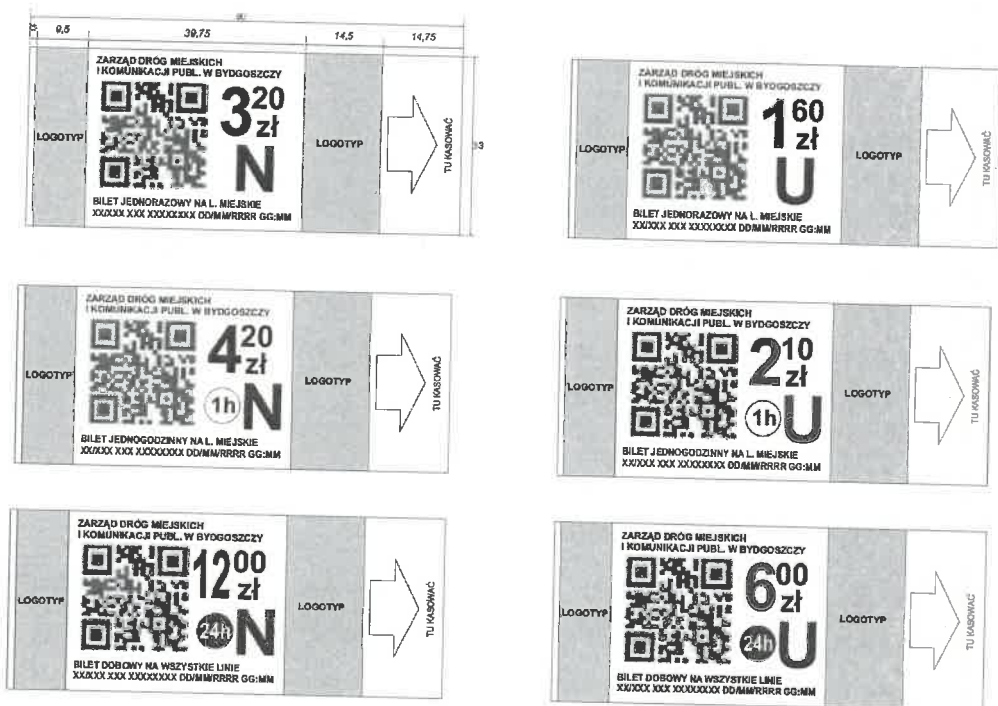 90
9,5 39,75 14,5 14,75
ZARZĄD DRÓG MIEJSKICH
I KOMUNIKACJI PUBL. W BYDGOSZCZY
LOGOTYP
3 20 zł
N
LOGOTYP
TU KASOWAĆ
BILET JEDNORAZOWY NA L. MIEJSKIE
XX/XXX XXX XXXXXXXX DD/MM/RRRR GG:MM
ZARZĄD DRÓG MIEJSKICH
I KOMUNIKACJI PUBL. W BYDGOSZCZY
LOGOTYP
1 60 zł
U
LOGOTYP
TU KASOWAĆ
BILET JEDNORAZOWY NA L. MIEJSKIE
XX/XXX XXX XXXXXXXX DD/MM/RRRR GG:MM
ZARZĄD DRÓG MIEJSKICH
I KOMUNIKACJI PUBL. W BYDGOSZCZY
LOGOTYP
4 20 zł
1h N
LOGOTYP
TU KASOWAĆ
BILET JEDNOGODZINNY NA L. MIEJSKIE
XX/XXX XXX XXXXXXXX DD/MM/RRRR GG:MM
ZARZĄD DRÓG MIEJSKICH
I KOMUNIKACJI PUBL. W BYDGOSZCZY
LOGOTYP
2 10 zł
1h U
LOGOTYP
TU KASOWAĆ
BILET JEDNOGODZINNY NA L. MIEJSKIE
XX/XXX XXX XXXXXXXX DD/MM/RRRR GG:MM
ZARZĄD DRÓG MIEJSKICH
I KOMUNIKACJI PUBL. W BYDGOSZCZY
LOGOTYP
12 00 zł
24h N
LOGOTYP
TU KASOWAĆ
BILET DOBOWY NA WSZYSTKIE LINIE
XX/XXX XXX XXXXXXXX DD/MM/RRRR GG:MM
ZARZĄD DRÓG MIEJSKICH
I KOMUNIKACJI PUBL. W BYDGOSZCZY
LOGOTYP
6 00 zł
24h U
LOGOTYP
TU KASOWAĆ
BILET DOBOWY NA WSZYSTKIE LINIE
XX/XXX XXX XXXXXXXX DD/MM/RRRR GG:MM